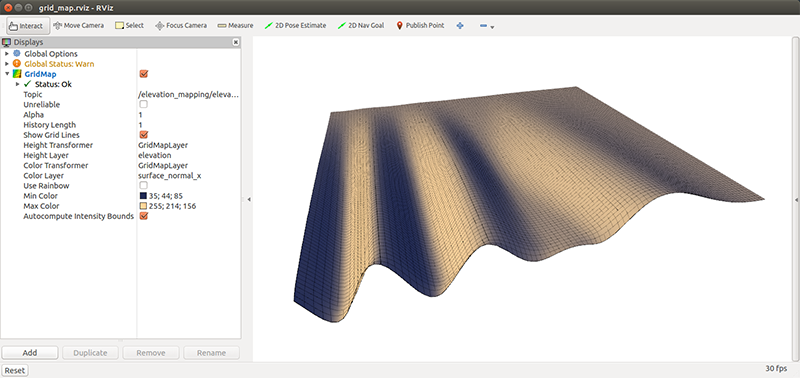 grid_map.rviz - RViz
Interact Move Camera Select Focus Camera Measure 2D Pose Estimate 2D Nav Goal Publish Point
Displays
Global Options
Global Status: Warn
GridMap
Status: Ok
Topic /elevation_mapping/eleva...
Unreliable
Alpha 1
History Length 1
Show Grid Lines
Height Transformer GridMapLayer
Height Layer elevation
Color Transformer GridMapLayer
Color Layer surface_normal_x
Use Rainbow
Min Color 35; 44; 85
Max Color 255; 214; 156
Autocompute Intensity Bounds
Add Duplicate Remove Rename
Reset 30 fps